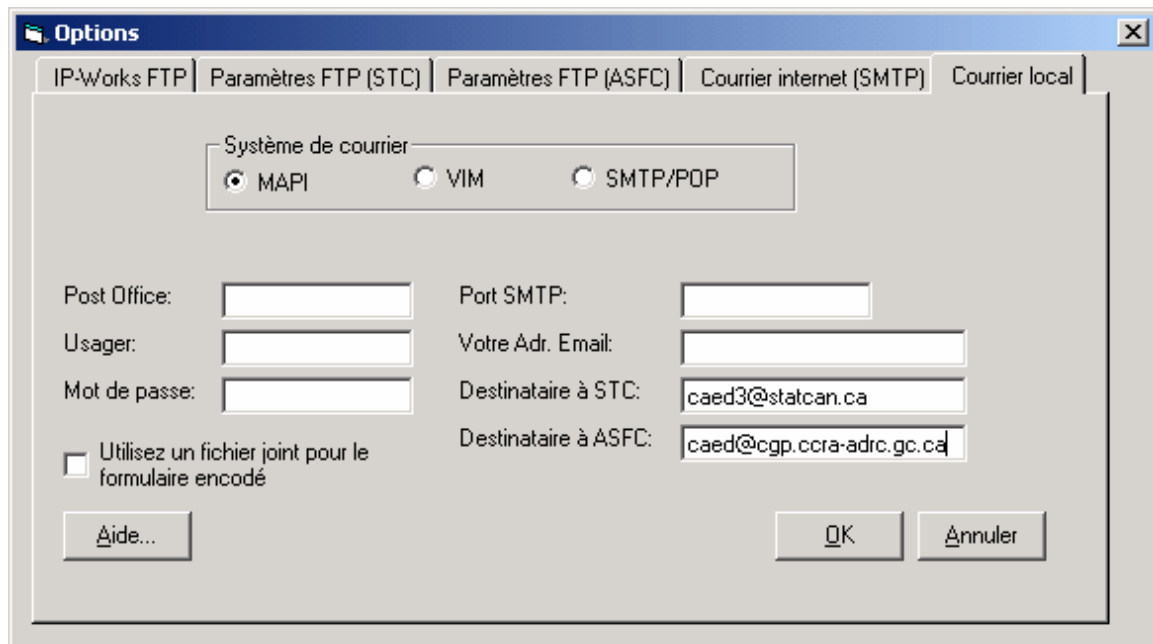 Options
IP-Works FTP Paramètres FTP (STC) Paramètres FTP (ASFC) Courrier internet (SMTP) Courrier local
Système de courrier
MAPI VIM SMTP/POP
Post Office: Port SMTP:
Usager: Votre Adr. Email:
Mot de passe: Destinataire à STC: caed3@statcan.ca
Destinataire à ASFC: caed@cgp.ccra-adrc.gc.ca
Utilisez un fichier joint pour le
formulaire encodé
Aide... OK Annuler